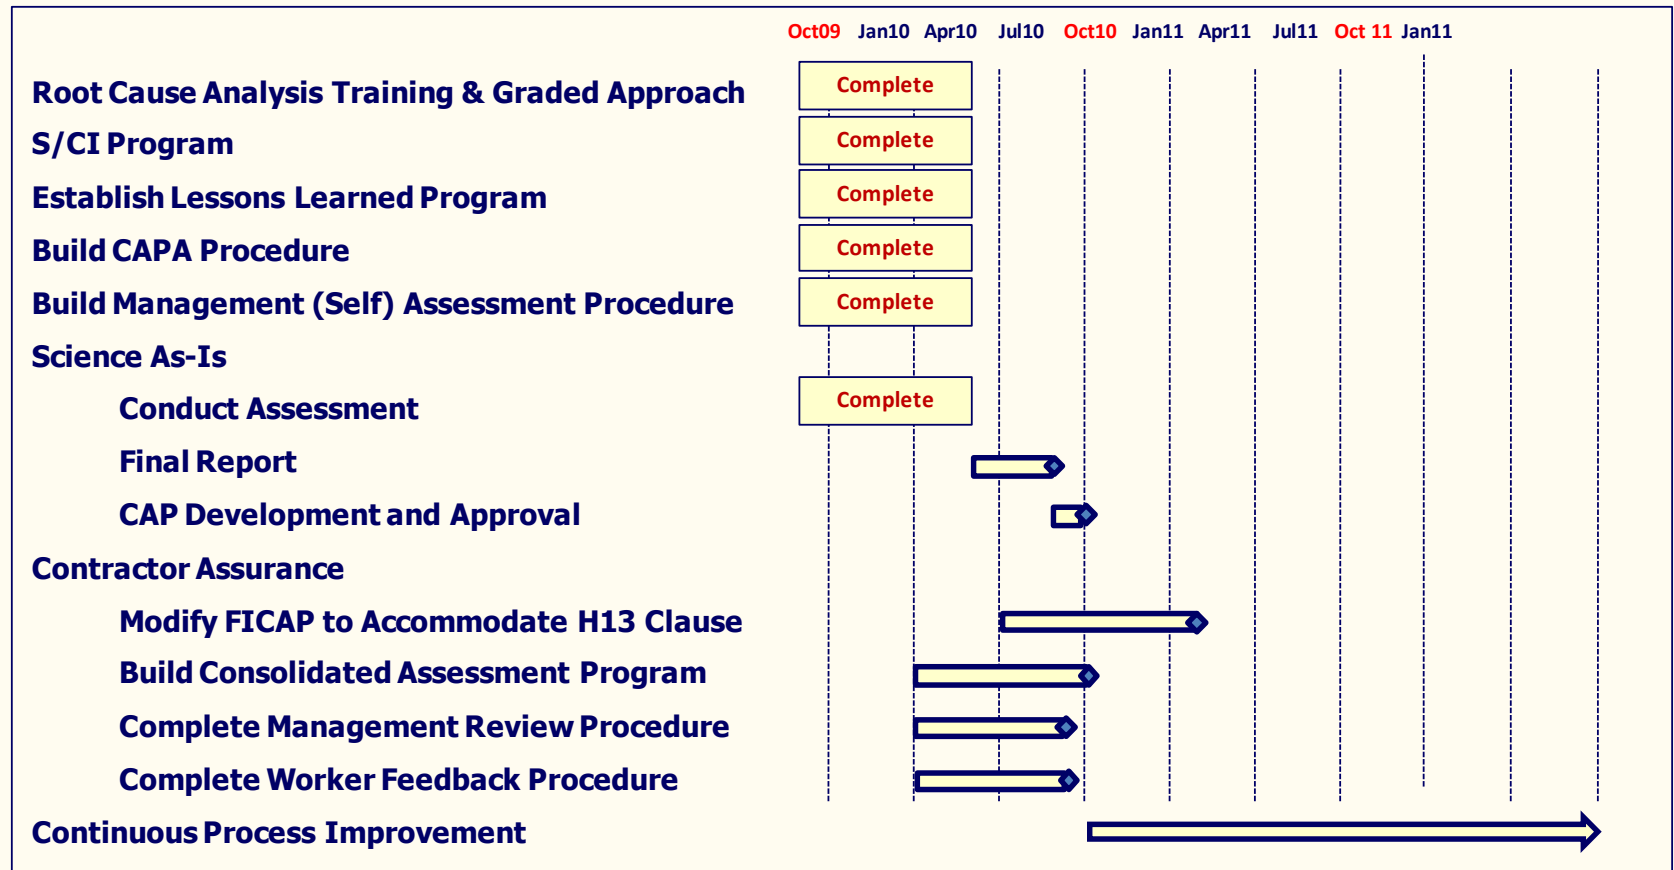 Oct09 Jan10 Apr10 Jul10 Oct10 Jan11 Apr11 Jul11 Oct 11 Jan11
Root Cause Analysis Training & Graded Approach Complete
S/CI Program Complete
Establish Lessons Learned Program Complete
Build CAPA Procedure Complete
Build Management (Self) Assessment Procedure Complete
Science As-Is
Conduct Assessment Complete
Final Report
CAP Development and Approval
Contractor Assurance
Modify FICAP to Accommodate H13 Clause
Build Consolidated Assessment Program
Complete Management Review Procedure
Complete Worker Feedback Procedure
Continuous Process Improvement